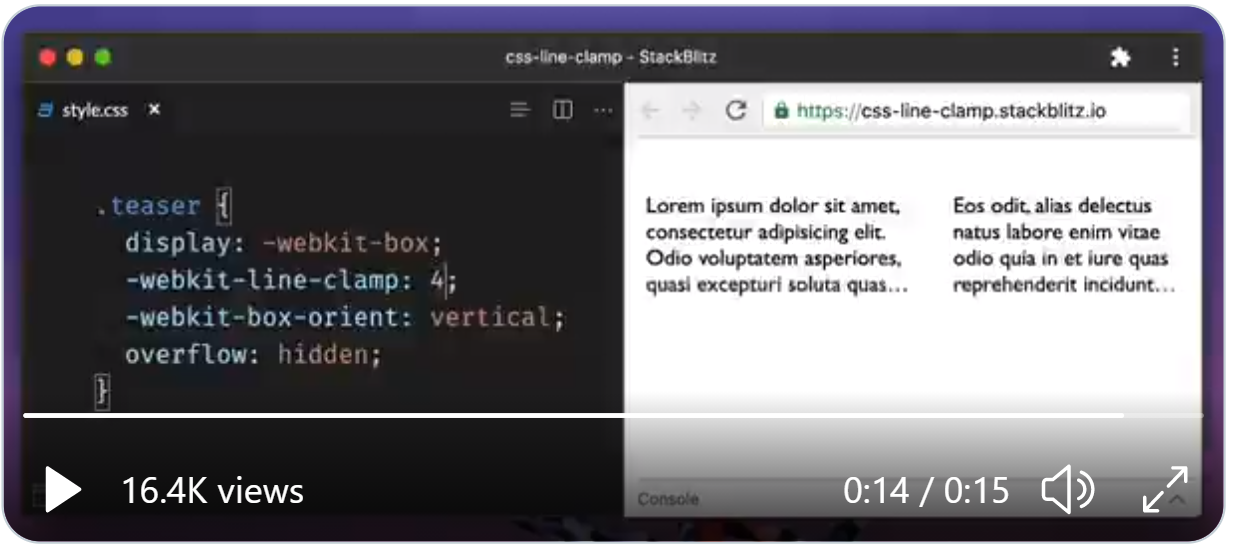 css-line-clamp - StackBlitz
style.css
https://css-line-clamp.stackblitz.io
.teaser {
display: -webkit-box;
-webkit-line-clamp: 4;
-webkit-box-orient: vertical;
overflow: hidden;
}
Lorem ipsum dolor sit amet,
consectetur adipisicing elit.
Odio voluptatem asperiores,
quasi excepturi soluta quas…
Eos odit, alias delectus
natus labore enim vitae
odio quia in et iure quas
reprehenderit incidunt…
16.4K views
0:14 / 0:15
Console